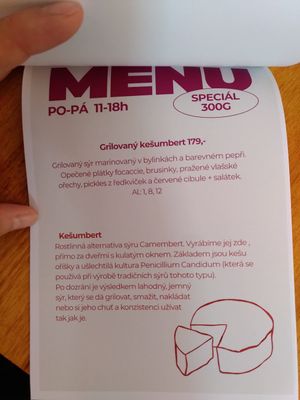 MENU
PO-PÁ 11-18h
SPECIÁL
300G
Grilovaný kešumbert 179,-
Grilovaný sýr marinovaný v bylinkách a barevném pepři.
Opečené plátky focaccie, brusinky, pražené vlašské
ořechy, pickles z ředkviček a červené cibule + salátek.
Al: 1, 8, 12
Kešumbert
Rostlinná alternativa sýru Camembert. Vyrábíme jej zde ,
přímo za dveřmi s kulatým oknem. Základem jsou kešu
oříšky a ušlechtilá kultura Penicillium Candidum (která se
používá při výrobě tradičních sýrů tohoto typu).
Po dozrání je výsledkem lahodný, jemný
sýr, který se dá grilovat, smažit, nakládat
nebo si jeho chuť a konzistenci užívat
tak jak je.